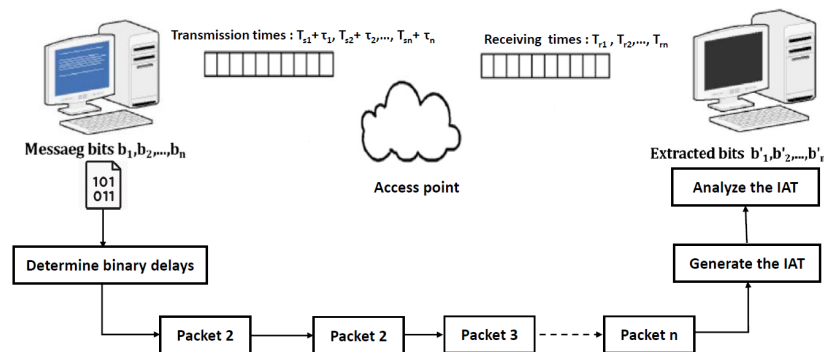 Transmission times : Ts1+ τ1, Ts2+ τ2,..., Tsn+ τn
Receiving times : Tr1 , Tr2,..., Trn
Messaeg bits b1,b2,...,bn
Access point
Extracted bits b'1,b'2,...,b'n
101
011
Analyze the IAT
Determine binary delays
Generate the IAT
Packet 2
Packet 2
Packet 3
Packet n